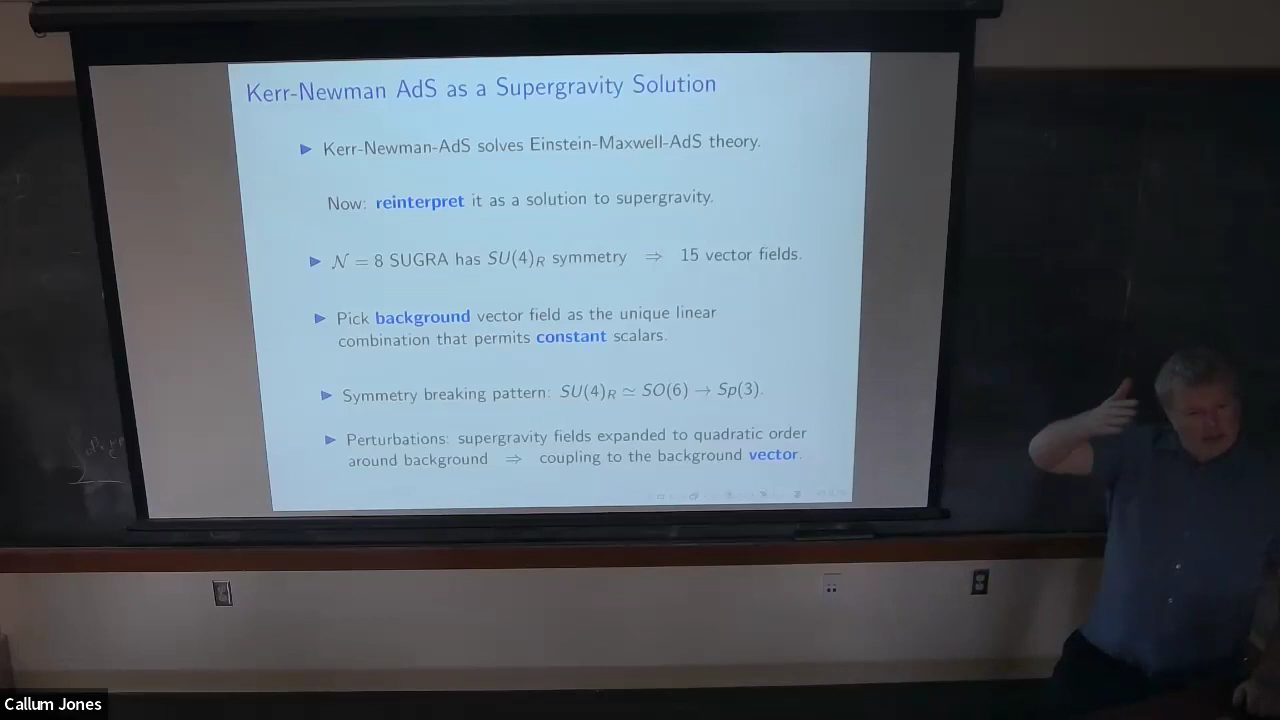 Kerr-Newman AdS as a Supergravity Solution
▶ Kerr-Newman-AdS solves Einstein-Maxwell-AdS theory.
Now: reinterpret it as a solution to supergravity.
▶ 𝒩 = 8 SUGRA has SU(4)_R symmetry ⇒ 15 vector fields.
▶ Pick background vector field as the unique linear
combination that permits constant scalars.
▶ Symmetry breaking pattern: SU(4)_R ≃ SO(6) → Sp(3).
▶ Perturbations: supergravity fields expanded to quadratic order
around background ⇒ coupling to the background vector.
Callum Jones